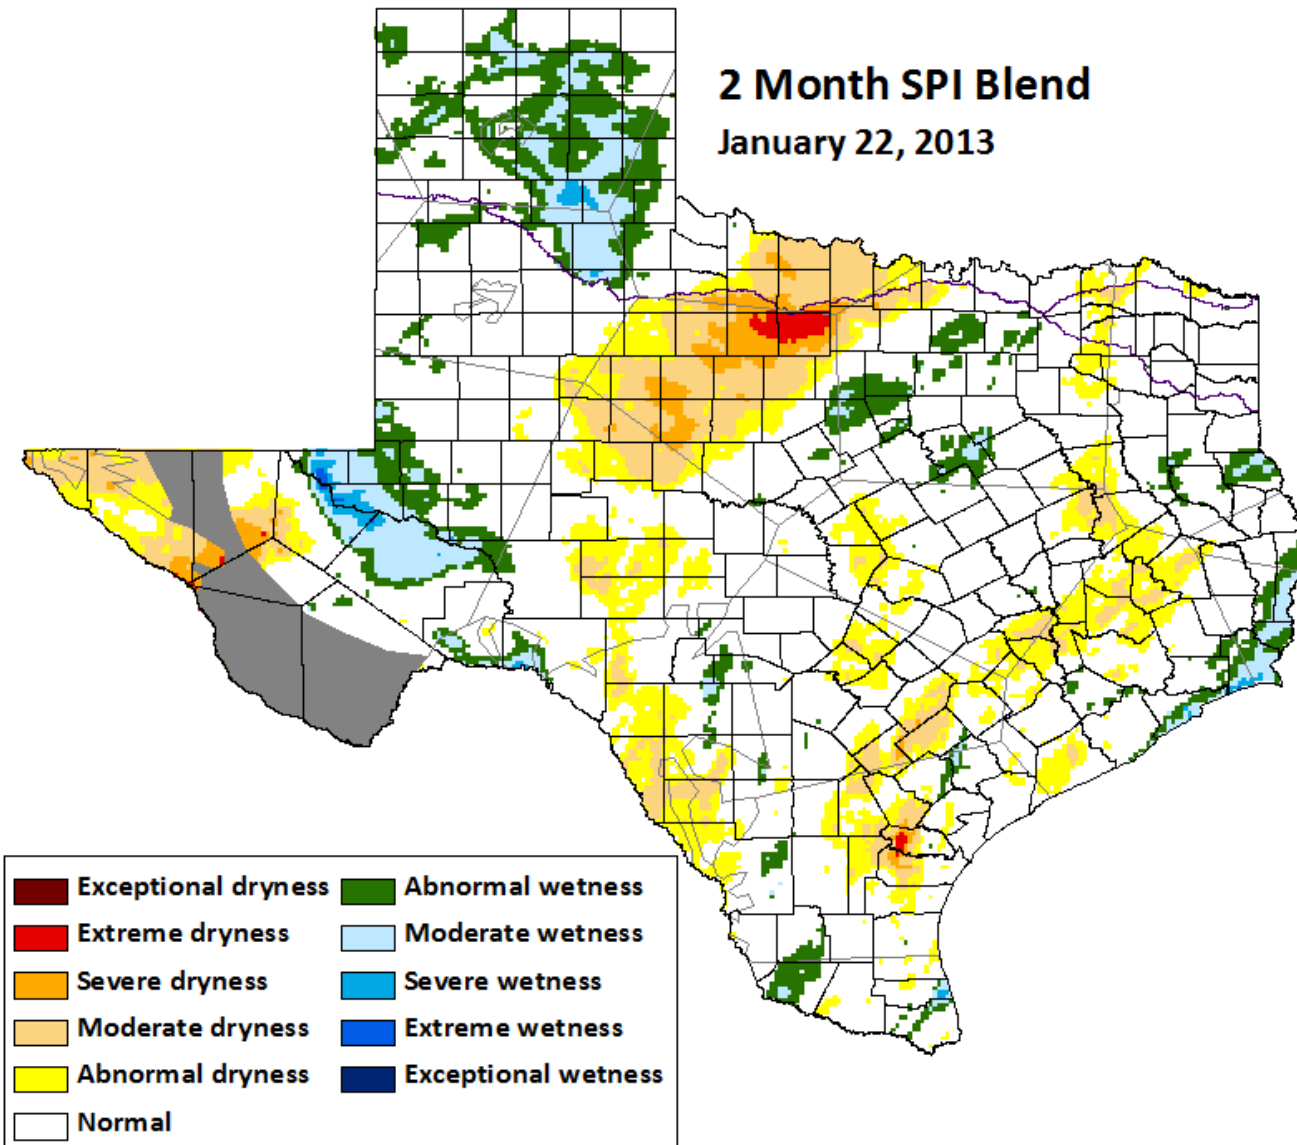 2 Month SPI Blend
January 22, 2013
Exceptional dryness
Extreme dryness
Severe dryness
Moderate dryness
Abnormal dryness
Normal
Abnormal wetness
Moderate wetness
Severe wetness
Extreme wetness
Exceptional wetness